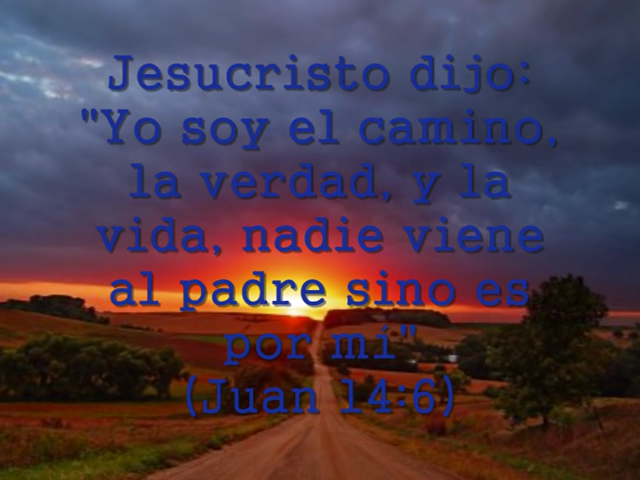 Jesucristo dijo:
"Yo soy el camino,
la verdad, y la
vida, nadie viene
al padre sino es
por mí"
(Juan 14:6)